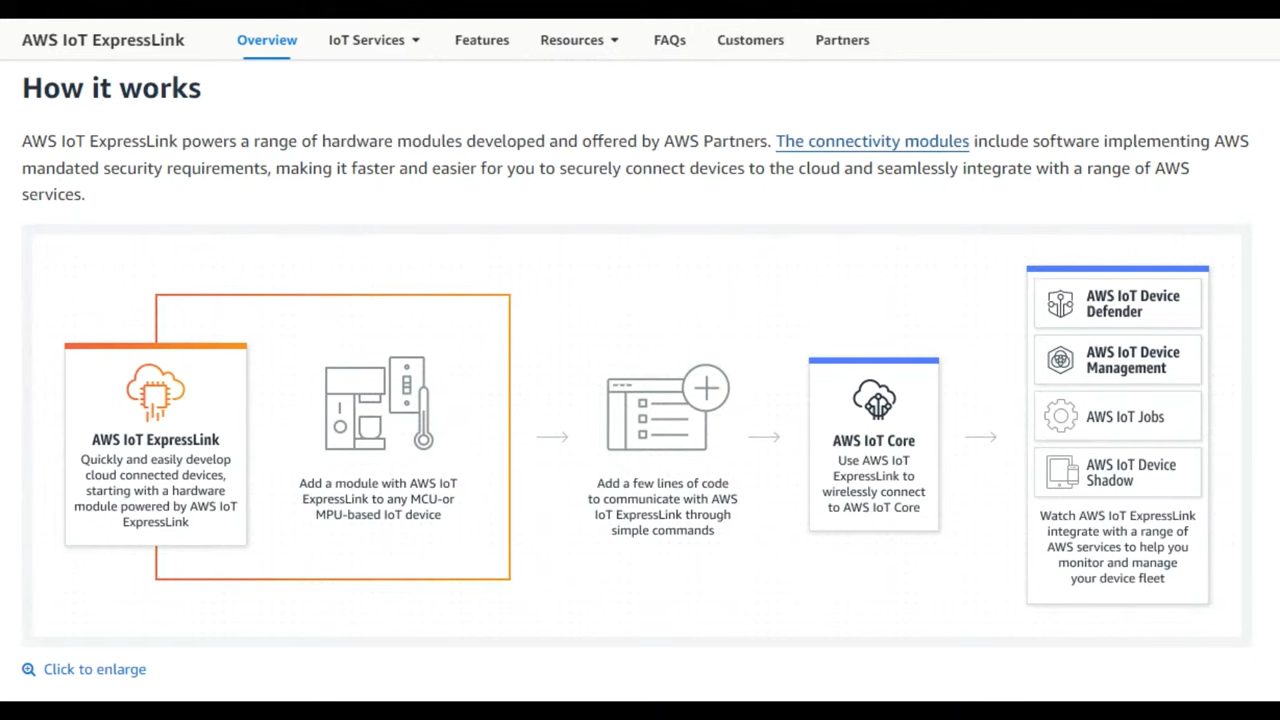 AWS IoT ExpressLink
Overview
IoT Services
Features
Resources
FAQs
Customers
Partners
How it works
AWS IoT ExpressLink powers a range of hardware modules developed and offered by AWS Partners. The connectivity modules include software implementing AWS
mandated security requirements, making it faster and easier for you to securely connect devices to the cloud and seamlessly integrate with a range of AWS
services.
AWS IoT ExpressLink
Quickly and easily develop
cloud connected devices,
starting with a hardware
module powered by AWS IoT
ExpressLink
Add a module with AWS IoT
ExpressLink to any MCU-or
MPU-based IoT device
Add a few lines of code
to communicate with AWS
IoT ExpressLink through
simple commands
AWS IoT Core
Use AWS IoT
ExpressLink to
wirelessly connect
to AWS IoT Core
AWS IoT Device
Defender
AWS IoT Device
Management
AWS IoT Jobs
AWS IoT Device
Shadow
Watch AWS IoT ExpressLink
integrate with a range of
AWS services to help you
monitor and manage
your device fleet
Click to enlarge